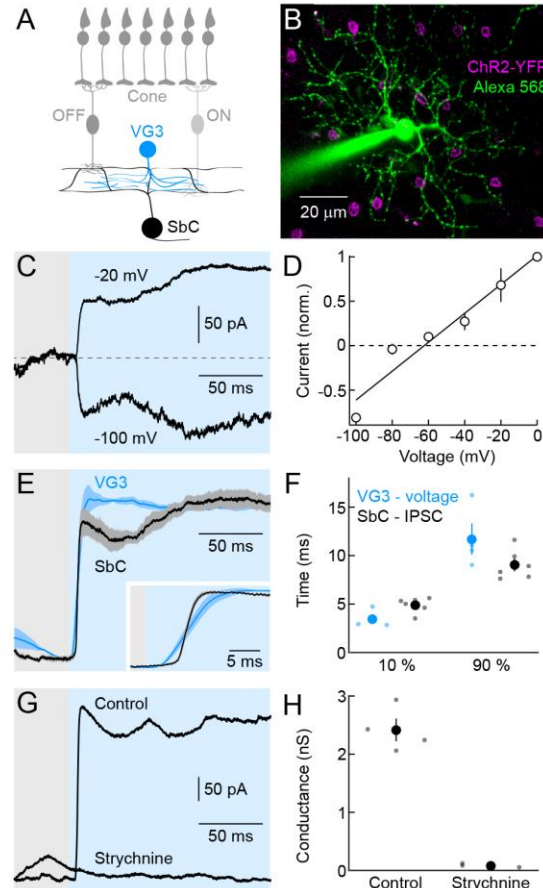 A
Cone
OFF
ON
VG3
SbC
B
ChR2-YFP
Alexa 568
20 μm
C
-20 mV
50 pA
50 ms
-100 mV
D
Current (norm.)
1
0.5
0
-0.5
-100 -80 -60 -40 -20 0
Voltage (mV)
E
VG3
50 ms
SbC
5 ms
F
VG3 - voltage
SbC - IPSC
Time (ms)
15
10
5
0
10 %
90 %
G
Control
50 pA
50 ms
Strychnine
H
Conductance (nS)
3
2
1
0
Control Strychnine